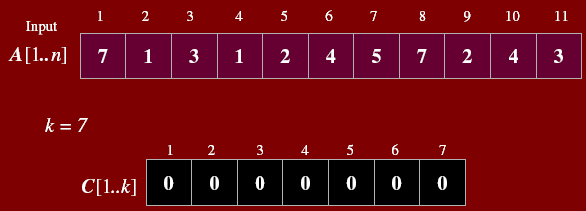 Input
1 2 3 4 5 6 7 8 9 10 11
A[1..n] 7 1 3 1 2 4 5 7 2 4 3
k = 7
1 2 3 4 5 6 7
C[1..k] 0 0 0 0 0 0 0